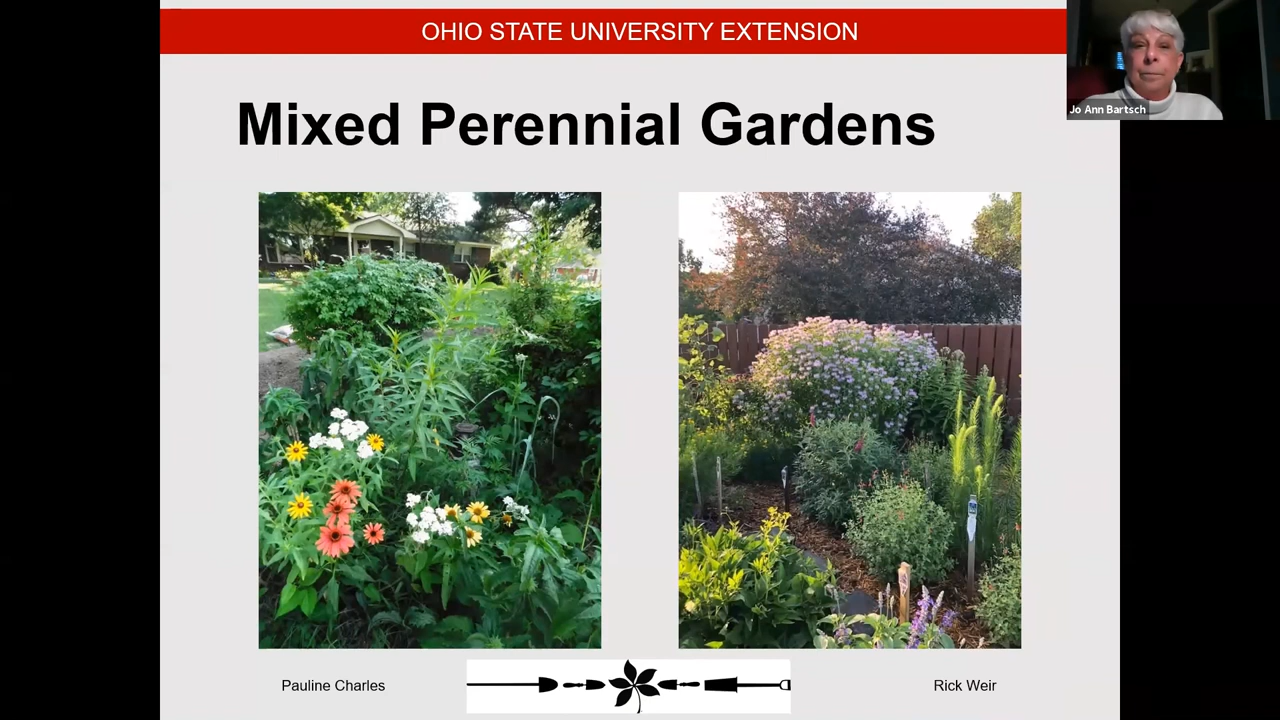 OHIO STATE UNIVERSITY EXTENSION
Jo Ann Bartsch
Mixed Perennial Gardens
Pauline Charles
Rick Weir